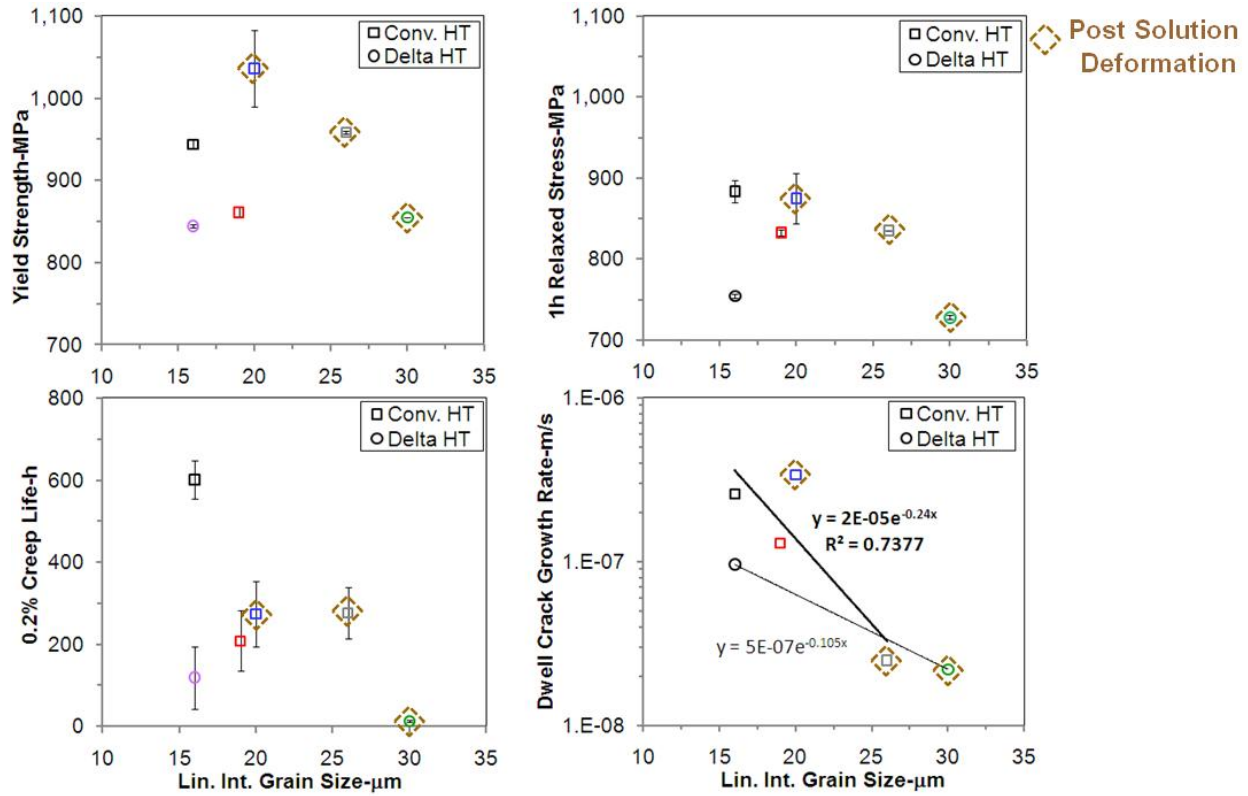 1,100
1,000
900
800
700
Yield Strength-MPa
Conv. HT
Delta HT
10 15 20 25 30 35
1,100
1,000
900
800
700
1h Relaxed Stress-MPa
Conv. HT
Delta HT
10 15 20 25 30 35
Post Solution
Deformation
800
600
400
200
0
0.2% Creep Life-h
Conv. HT
Delta HT
10 15 20 25 30 35
Lin. Int. Grain Size-μm
1.E-06
1.E-07
1.E-08
Dwell Crack Growth Rate-m/s
Conv. HT
Delta HT
y = 2E-05e^-0.24x
R² = 0.7377
y = 5E-07e^-0.105x
10 15 20 25 30 35
Lin. Int. Grain Size-μm